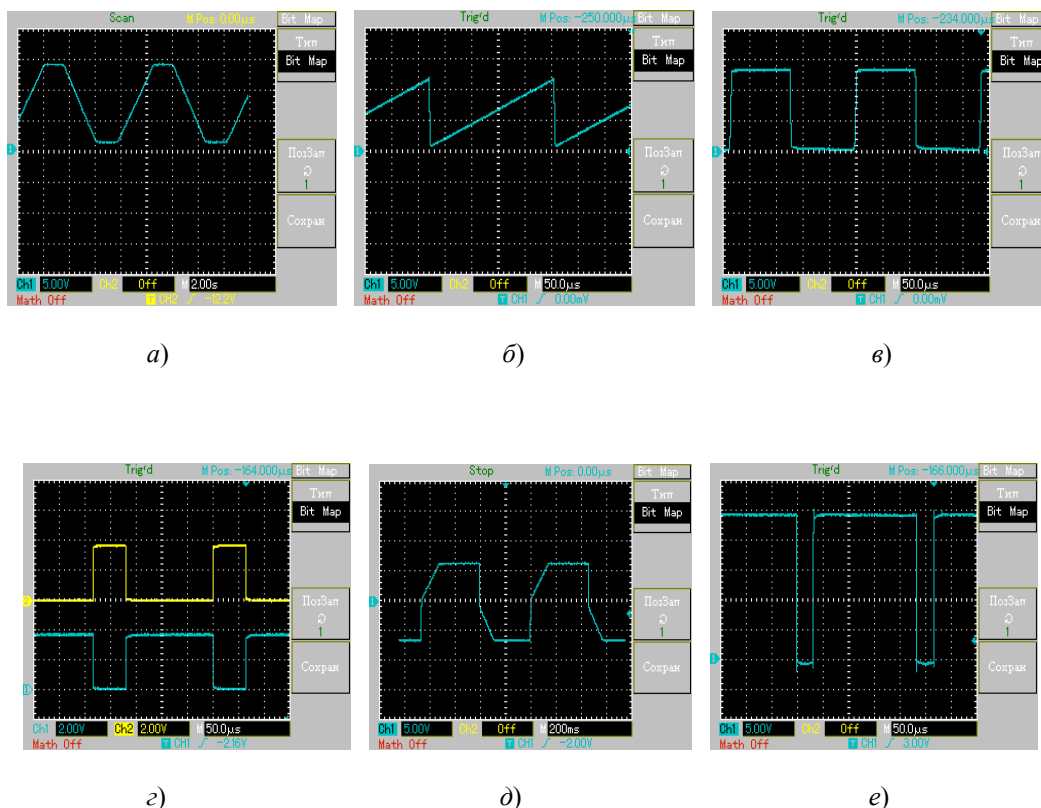 Scan M Pos: 0.00μs Bit Map
Тип
Bit Map
1
ПозЗап
1
Сохран
Ch1 5.00V Ch2 Off M 2.00s
Math Off T CH2 -12.2V
Trig'd M Pos: -250.000μs Bit Map
Тип
Bit Map
1
ПозЗап
1
Сохран
Ch1 5.00V Ch2 Off M 50.0μs
Math Off T CH1 0.00mV
Trig'd M Pos: -234.000μs Bit Map
Тип
Bit Map
1
ПозЗап
1
Сохран
Ch1 5.00V Ch2 Off M 50.0μs
Math Off T CH1 0.00mV
а) б) в)
Trig'd M Pos: -164.000μs Bit Map
Тип
Bit Map
2
ПозЗап
1
Сохран
1
Ch1 2.00V Ch2 2.00V M 50.0μs
Math Off T CH1 -2.16V
Stop M Pos: 0.00μs Bit Map
Тип
Bit Map
1
ПозЗап
1
Сохран
Ch1 5.00V Ch2 Off M 200ms
Math Off T CH1 -2.00V
Trig'd M Pos: -166.000μs Bit Map
Тип
Bit Map
ПозЗап
1
Сохран
1
Ch1 5.00V Ch2 Off M 50.0μs
Math Off T CH1 3.00V
г) д) е)